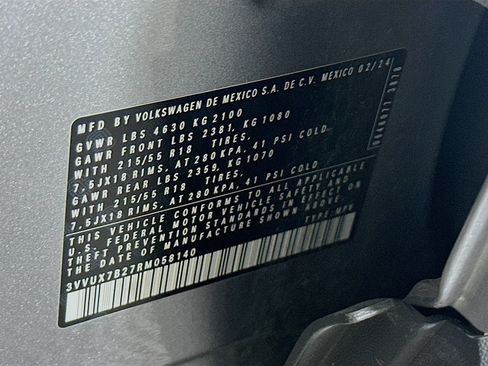 MFD BY VOLKSWAGEN DE MEXICO S.A. DE C.V. MEXICO 02/24
GVWR LBS 4630 KG 2100
GAWR FRONT LBS 2381, KG 1080
WITH 215/55 R18 TIRES,
7,5JX18 RIMS, AT 280 KPA, 41 PSI COLD
GAWR REAR LBS 2359, KG 1070
WITH 215/55 R18 TIRES,
7,5JX18 RIMS, AT 280 KPA, 41 PSI COLD
THIS VEHICLE CONFORMS TO ALL APPLICABLE
U.S. FEDERAL MOTOR VEHICLE SAFETY AND
THEFT PREVENTION STANDARDS IN EFFECT ON
THE DATE OF MANUFACTURE SHOWN ABOVE.
3VVUX7B27RM058140 TYPE: MPV